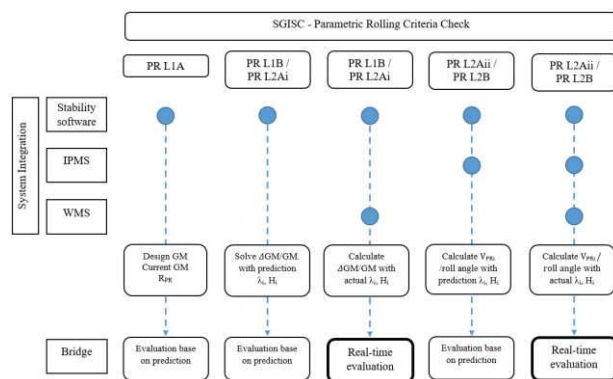 SGISC - Parametric Rolling Criteria Check
PR L1A
PR L1B /
PR L2Ai
PR L1B /
PR L2Ai
PR L2Aii /
PR L2B
PR L2Aii /
PR L2B
System Integration
Stability
software
IPMS
WMS
Design GM
Current GM
R_PR
Solve ΔGM/GM,
with prediction
λᵢ, Hᵢ
Calculate
ΔGM/GM with
actual λᵢ, Hᵢ
Calculate V_PRi
/roll angle with
prediction λᵢ, Hᵢ
Calculate V_PRi/
roll angle with
actual λᵢ, Hᵢ
Bridge
Evaluation base
on prediction
Evaluation base
on prediction
Real-time
evaluation
Evaluation base
on prediction
Real-time
evaluation